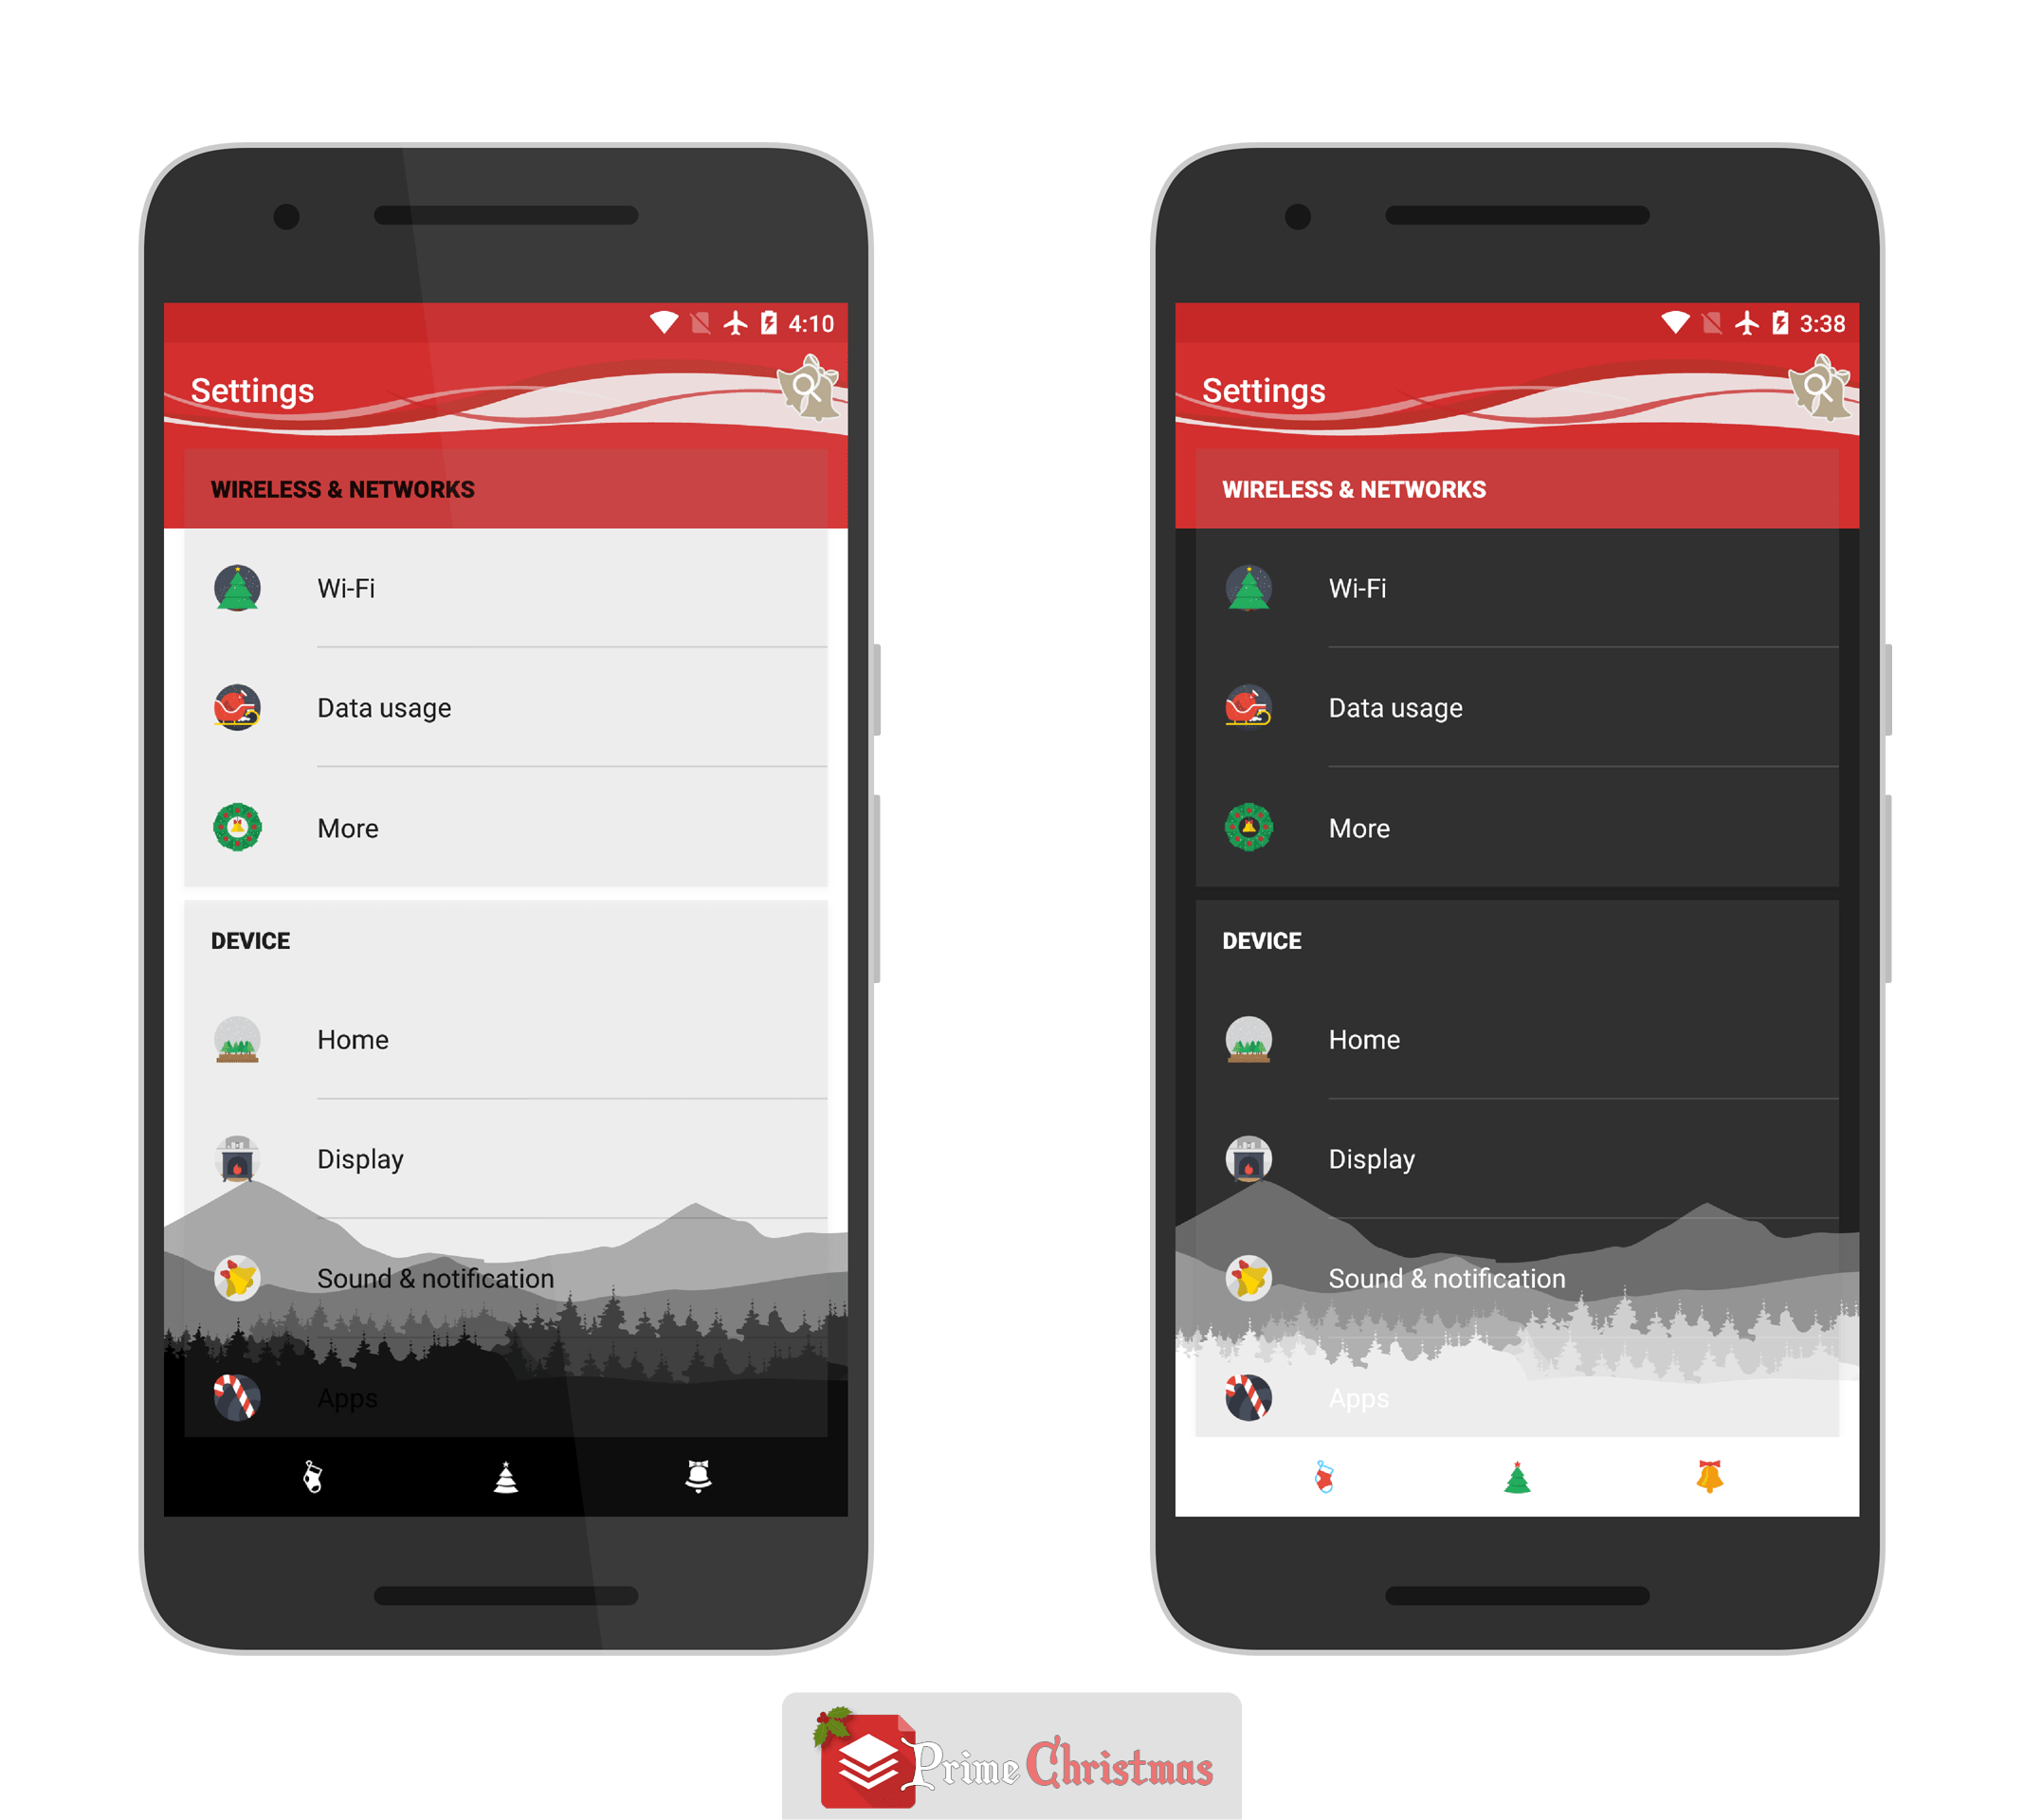 4:10
Settings
WIRELESS & NETWORKS
Wi-Fi
Data usage
More
DEVICE
Home
Display
Sound & notification
Apps
3:38
Settings
WIRELESS & NETWORKS
Wi-Fi
Data usage
More
DEVICE
Home
Display
Sound & notification
Apps
Prime Christmas